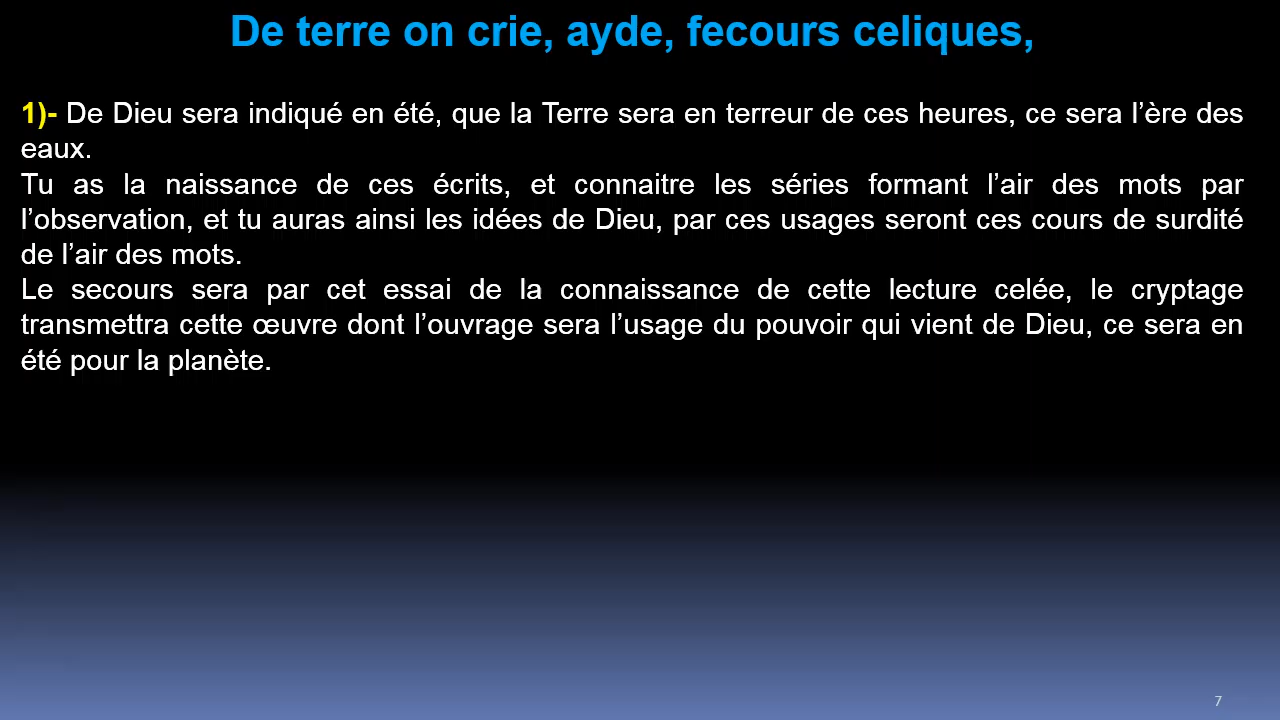 De terre on crie, ayde, fecours celiques,
1)- De Dieu sera indiqué en été, que la Terre sera en terreur de ces heures, ce sera l’ère des
eaux.
Tu as la naissance de ces écrits, et connaitre les séries formant l’air des mots par
l’observation, et tu auras ainsi les idées de Dieu, par ces usages seront ces cours de surdité
de l’air des mots.
Le secours sera par cet essai de la connaissance de cette lecture celée, le cryptage
transmettra cette œuvre dont l’ouvrage sera l’usage du pouvoir qui vient de Dieu, ce sera en
été pour la planète.
7